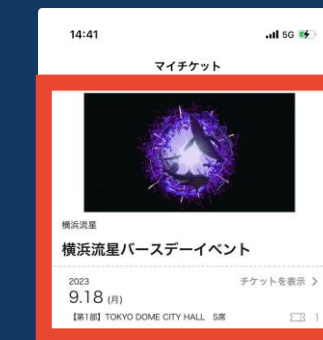 14:41
5G
マイチケット
横浜流星
横浜流星バースデーイベント
2023
9.18 (月)
チケットを表示 >
【第1部】TOKYO DOME CITY HALL S席
1